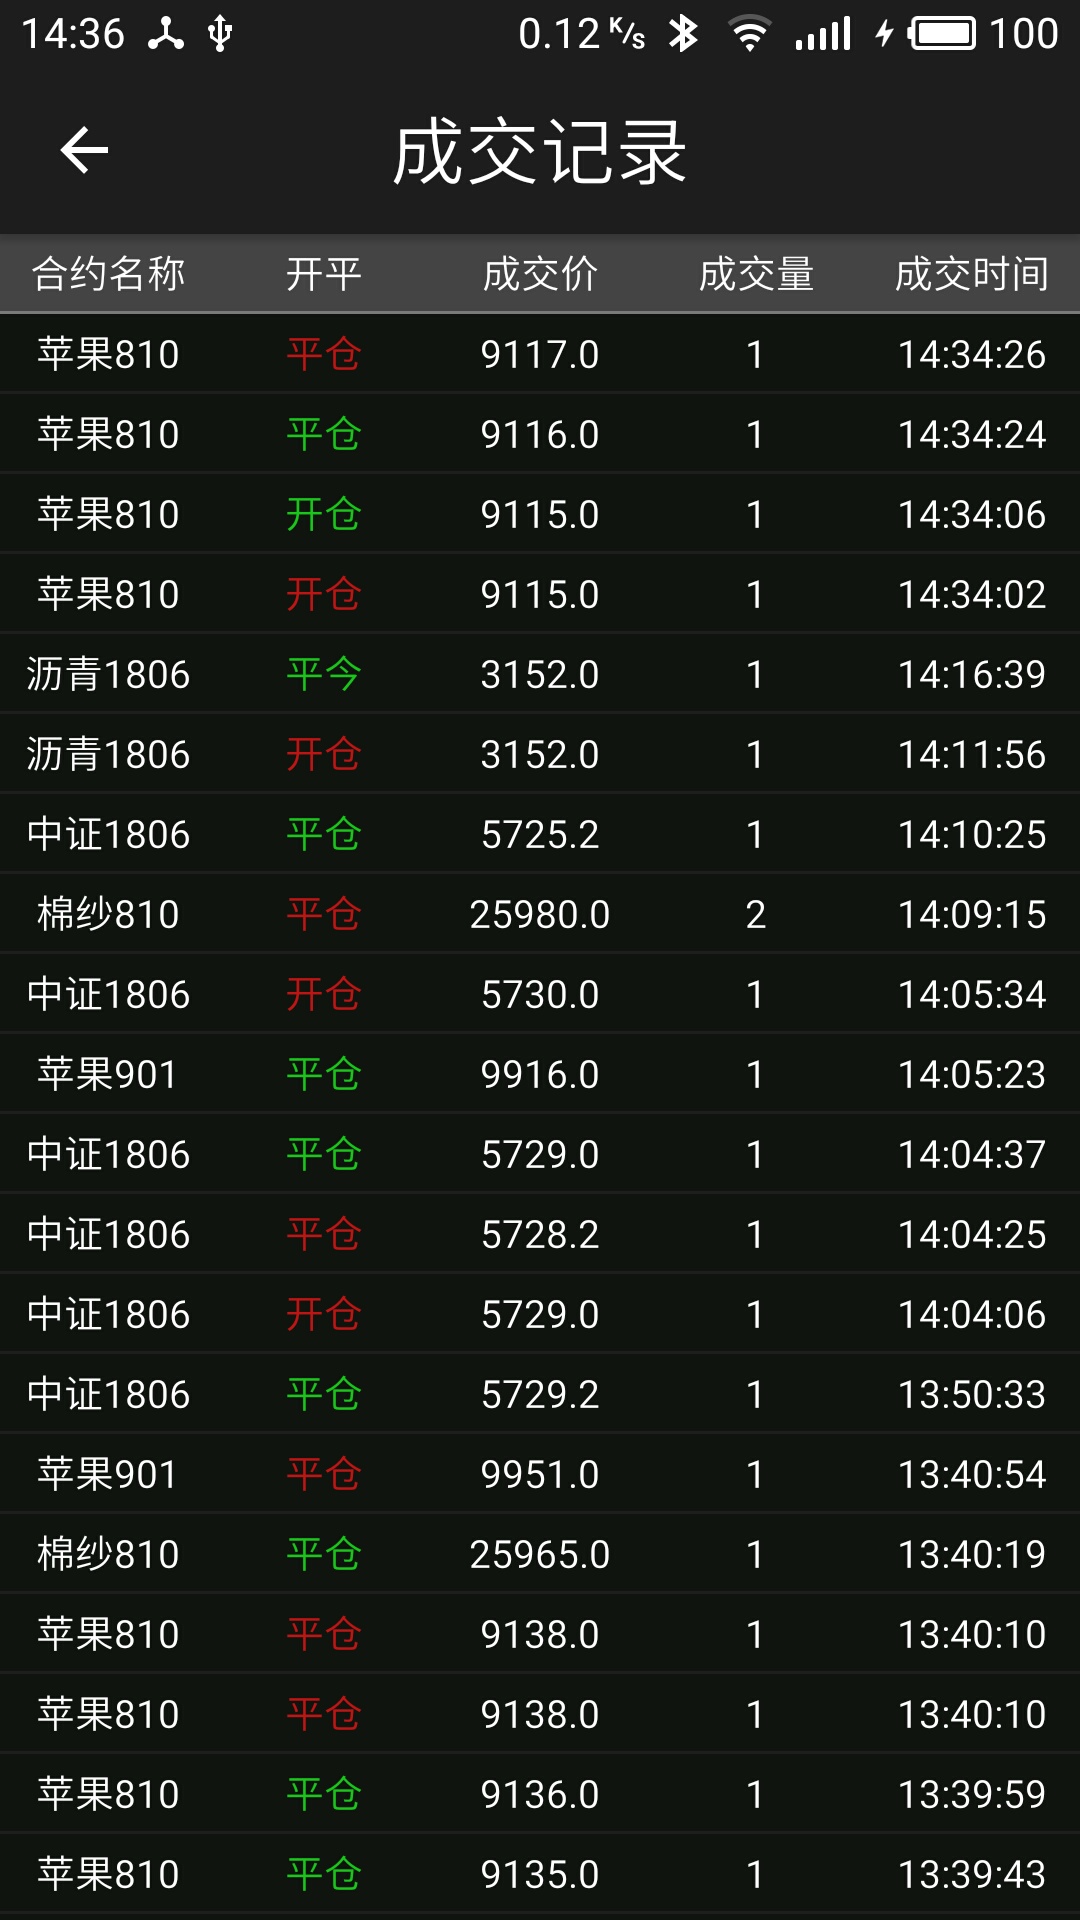 14:36 0.12 K/s 100
成交记录
合约名称 开平 成交价 成交量 成交时间
苹果810 平仓 9117.0 1 14:34:26
苹果810 平仓 9116.0 1 14:34:24
苹果810 开仓 9115.0 1 14:34:06
苹果810 开仓 9115.0 1 14:34:02
沥青1806 平今 3152.0 1 14:16:39
沥青1806 开仓 3152.0 1 14:11:56
中证1806 平仓 5725.2 1 14:10:25
棉纱810 平仓 25980.0 2 14:09:15
中证1806 开仓 5730.0 1 14:05:34
苹果901 平仓 9916.0 1 14:05:23
中证1806 平仓 5729.0 1 14:04:37
中证1806 平仓 5728.2 1 14:04:25
中证1806 开仓 5729.0 1 14:04:06
中证1806 平仓 5729.2 1 13:50:33
苹果901 平仓 9951.0 1 13:40:54
棉纱810 平仓 25965.0 1 13:40:19
苹果810 平仓 9138.0 1 13:40:10
苹果810 平仓 9138.0 1 13:40:10
苹果810 平仓 9136.0 1 13:39:59
苹果810 平仓 9135.0 1 13:39:43